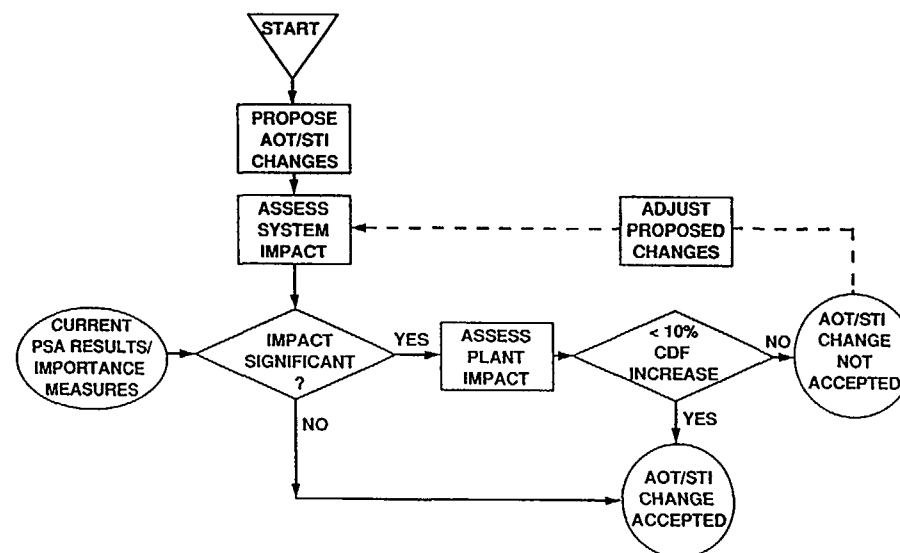 START
PROPOSE
AOT/STI
CHANGES
ASSESS
SYSTEM
IMPACT
ADJUST
PROPOSED
CHANGES
CURRENT
PSA RESULTS/
IMPORTANCE
MEASURES
IMPACT
SIGNIFICANT
?
YES
NO
ASSESS
PLANT
IMPACT
< 10%
CDF
INCREASE
NO
YES
AOT/STI
CHANGE
NOT
ACCEPTED
AOT/STI
CHANGE
ACCEPTED